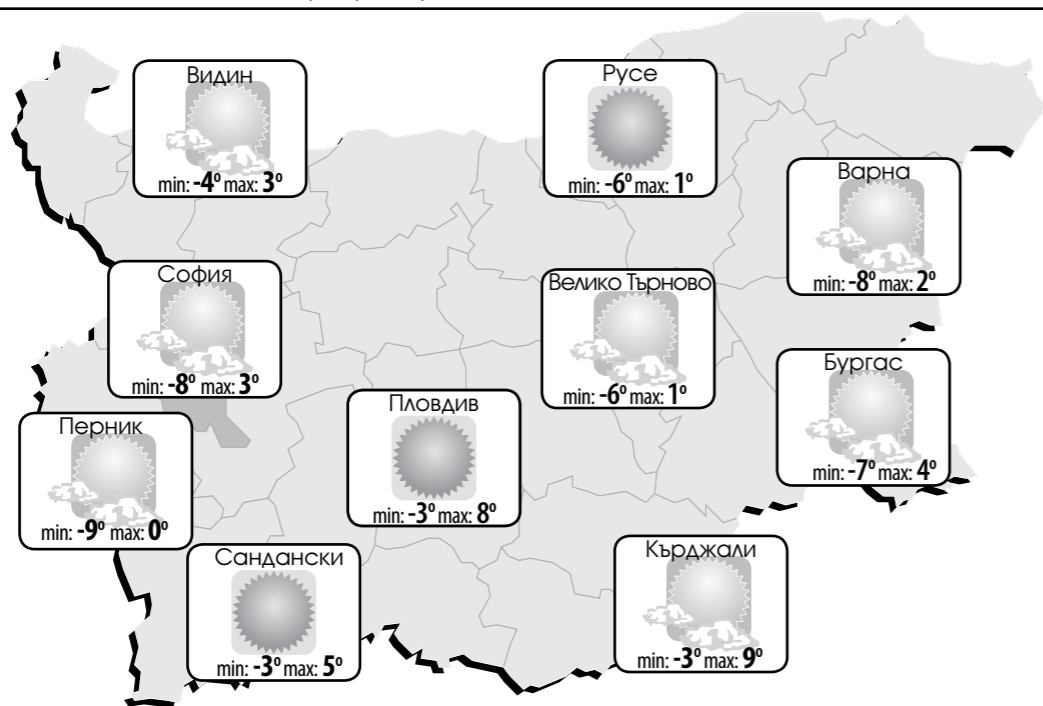 Видин
min: -4° max: 3°
Русе
min: -6° max: 1°
Варна
min: -8° max: 2°
София
min: -8° max: 3°
Велико Търново
min: -6° max: 1°
Бургас
min: -7° max: 4°
Пловдив
min: -3° max: 8°
Перник
min: -9° max: 0°
Сандански
min: -3° max: 5°
Кърджали
min: -3° max: 9°